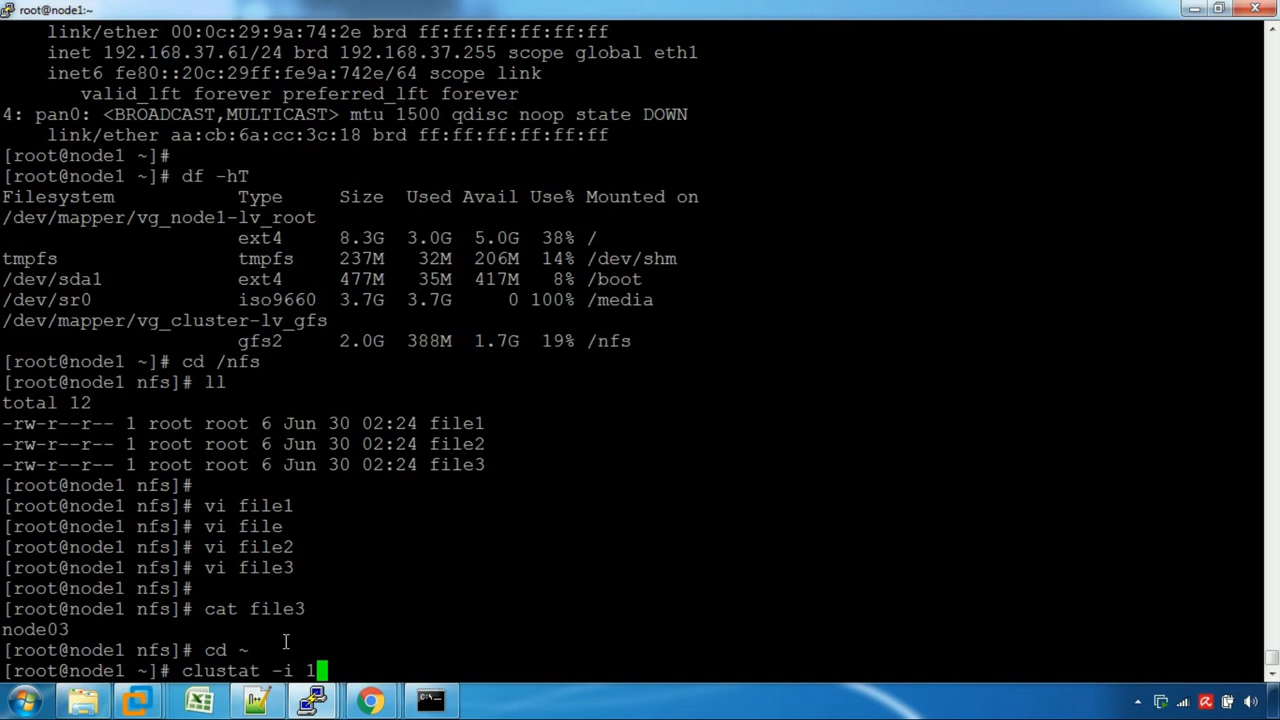 root@node1:~
    link/ether 00:0c:29:9a:74:2e brd ff:ff:ff:ff:ff:ff
    inet 192.168.37.61/24 brd 192.168.37.255 scope global eth1
    inet6 fe80::20c:29ff:fe9a:742e/64 scope link
       valid_lft forever preferred_lft forever
4: pan0: <BROADCAST,MULTICAST> mtu 1500 qdisc noop state DOWN
    link/ether aa:cb:6a:cc:3c:18 brd ff:ff:ff:ff:ff:ff
[root@node1 ~]#
[root@node1 ~]# df -hT
Filesystem           Type     Size   Used Avail Use% Mounted on
/dev/mapper/vg_node1-lv_root
                     ext4     8.3G   3.0G  5.0G  38% /
tmpfs                tmpfs    237M    32M  206M  14% /dev/shm
/dev/sda1            ext4     477M    35M  417M   8% /boot
/dev/sr0             iso9660  3.7G   3.7G     0 100% /media
/dev/mapper/vg_cluster-lv_gfs
                     gfs2     2.0G   388M  1.7G  19% /nfs
[root@node1 ~]# cd /nfs
[root@node1 nfs]# ll
total 12
-rw-r--r-- 1 root root 6 Jun 30 02:24 file1
-rw-r--r-- 1 root root 6 Jun 30 02:24 file2
-rw-r--r-- 1 root root 6 Jun 30 02:24 file3
[root@node1 nfs]#
[root@node1 nfs]# vi file1
[root@node1 nfs]# vi file
[root@node1 nfs]# vi file2
[root@node1 nfs]# vi file3
[root@node1 nfs]#
[root@node1 nfs]# cat file3
node03
[root@node1 nfs]# cd ~
[root@node1 ~]# clustat -i 1